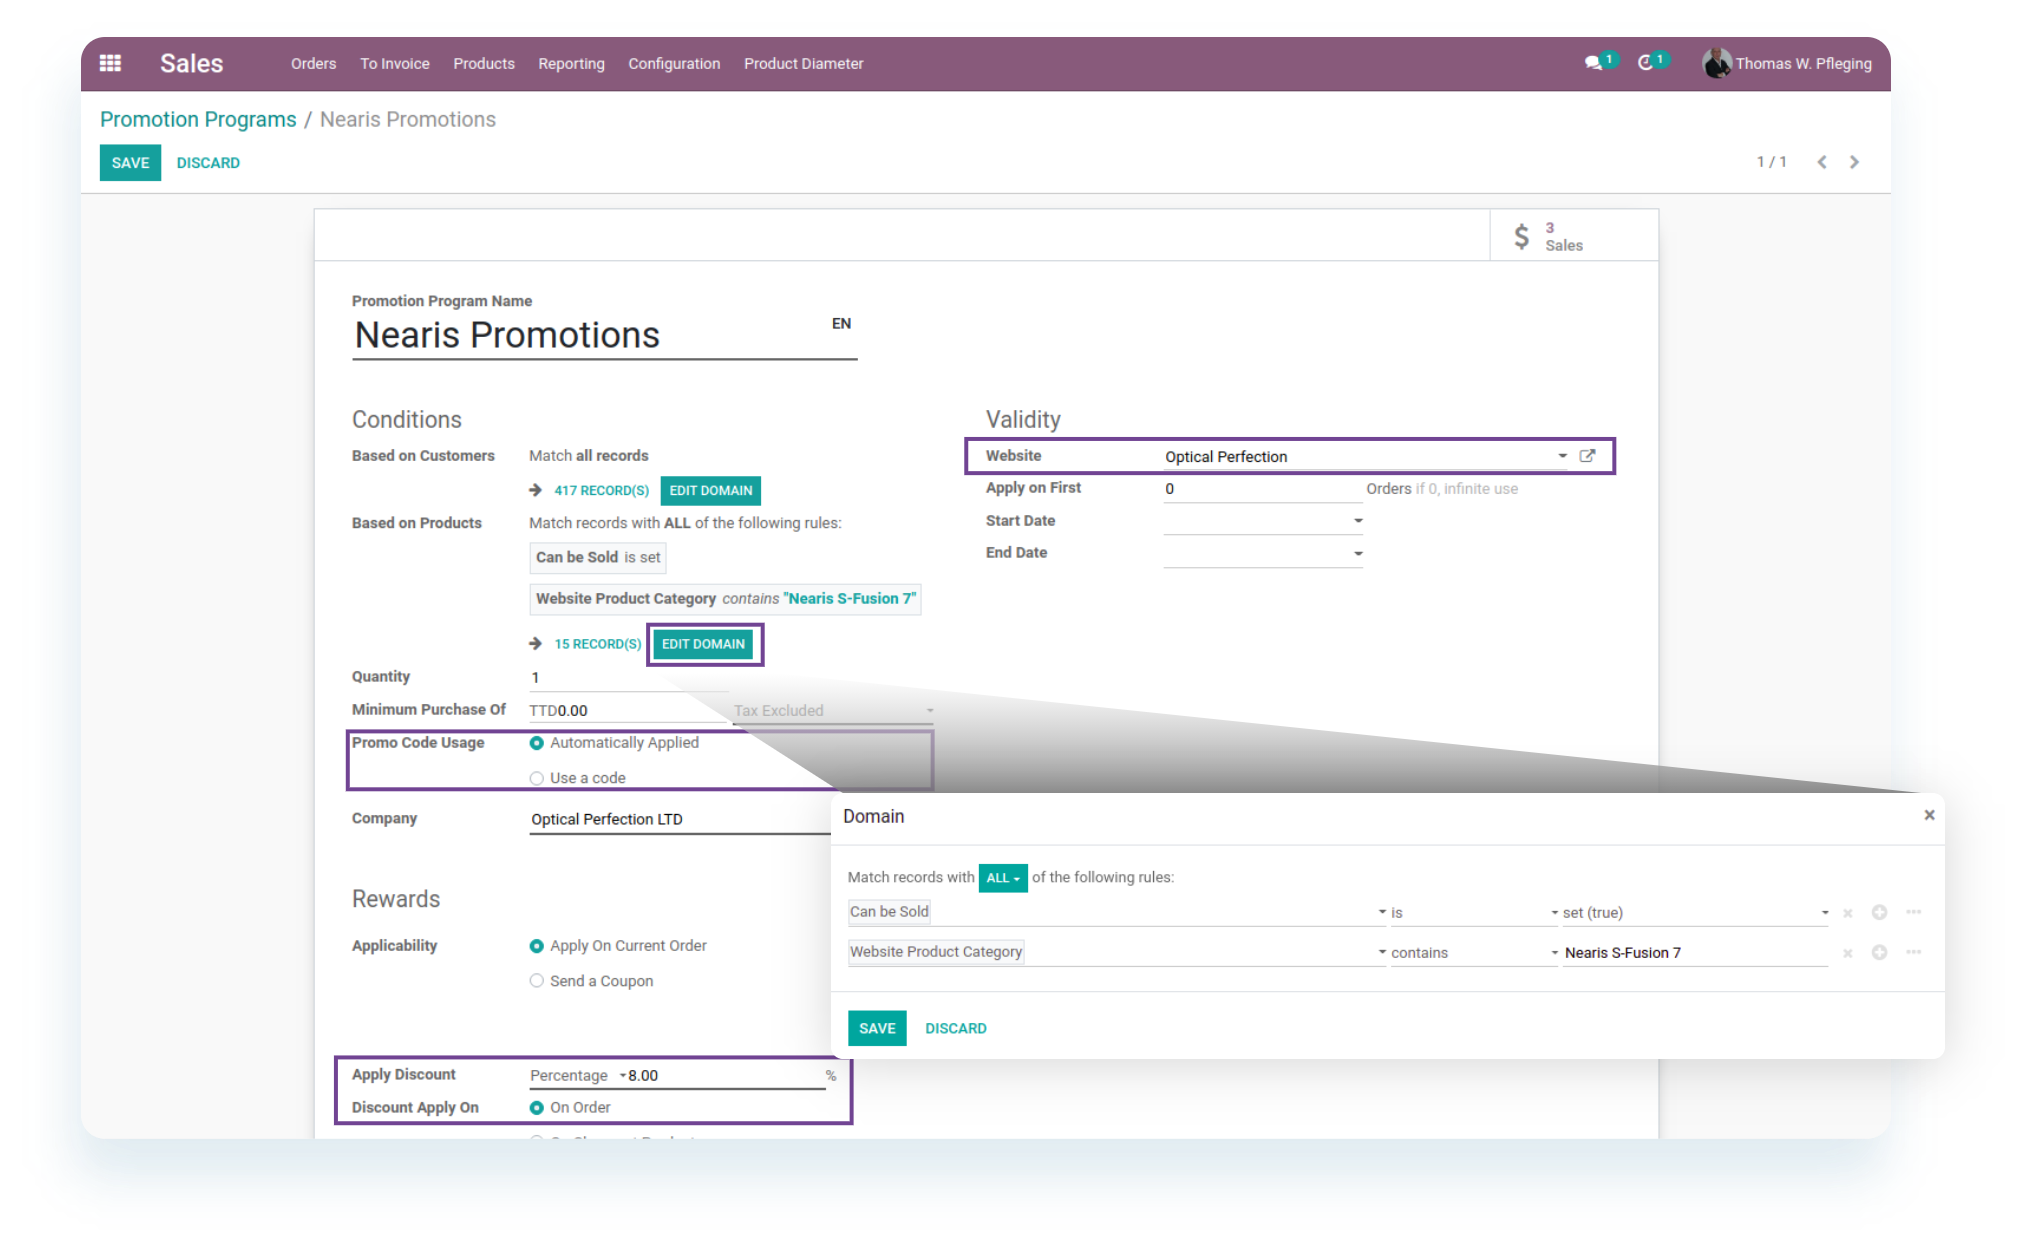 Sales Orders To Invoice Products Reporting Configuration Product Diameter 1 1 Thomas W. Pfleging
Promotion Programs / Nearis Promotions
SAVE DISCARD 1 / 1
$ 3
Sales
Promotion Program Name
Nearis Promotions EN
Conditions
Based on Customers Match all records
417 RECORD(S) EDIT DOMAIN
Based on Products Match records with ALL of the following rules:
Can be Sold is set
Website Product Category contains "Nearis S-Fusion 7"
15 RECORD(S) EDIT DOMAIN
Quantity 1
Minimum Purchase Of TTD0.00 Tax Excluded
Promo Code Usage Automatically Applied
Use a code
Company Optical Perfection LTD
Validity
Website Optical Perfection
Apply on First 0 Orders if 0, infinite use
Start Date
End Date
Rewards
Applicability Apply On Current Order
Send a Coupon
Apply Discount Percentage 8.00 %
Discount Apply On On Order
Domain ×
Match records with ALL of the following rules:
Can be Sold is set (true)
Website Product Category contains Nearis S-Fusion 7
SAVE DISCARD